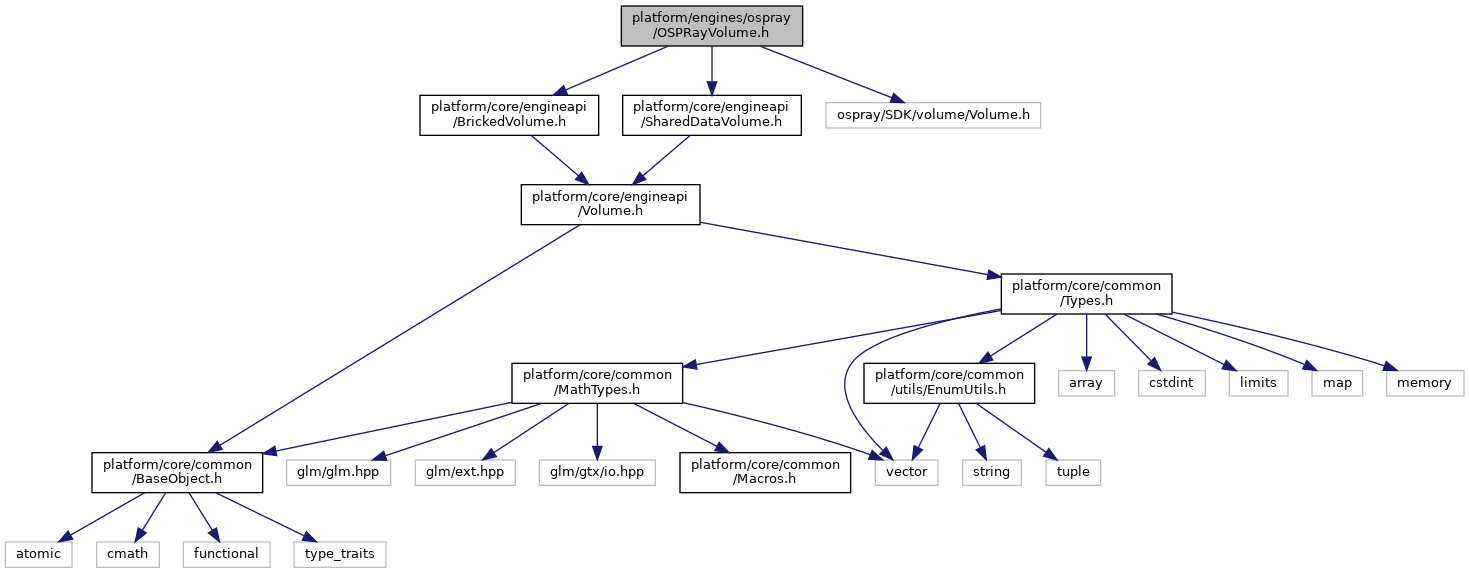 platform/engines/ospray
/OSPRayVolume.h
platform/core/engineapi
/BrickedVolume.h
platform/core/engineapi
/SharedDataVolume.h
ospray/SDK/volume/Volume.h
platform/core/engineapi
/Volume.h
platform/core/common
/Types.h
platform/core/common
/MathTypes.h
platform/core/common
/utils/EnumUtils.h
array
cstdint
limits
map
memory
platform/core/common
/BaseObject.h
glm/glm.hpp
glm/ext.hpp
glm/gtx/io.hpp
platform/core/common
/Macros.h
vector
string
tuple
atomic
cmath
functional
type_traits